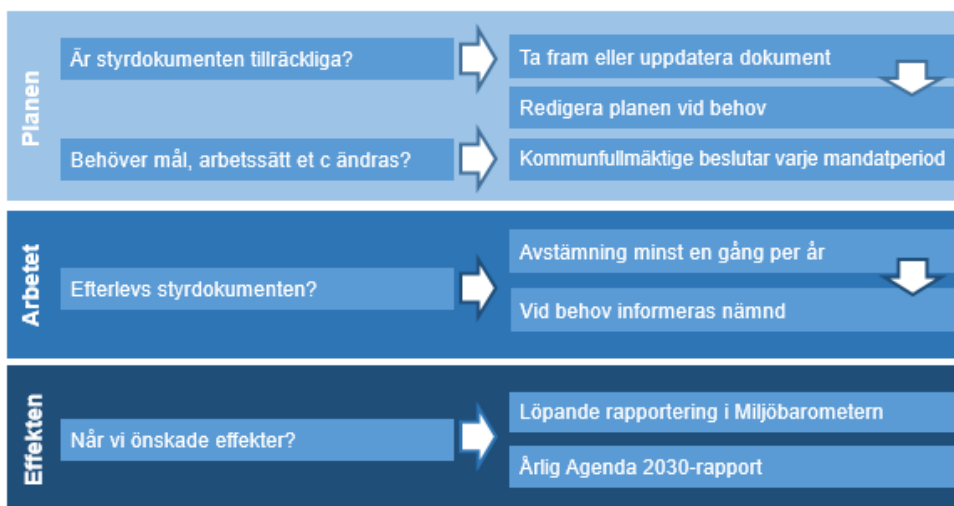 Planen
Är styrdokumenten tillräckliga?
Ta fram eller uppdatera dokument
Redigera planen vid behov
Behöver mål, arbetssätt et c ändras?
Kommunfullmäktige beslutar varje mandatperiod
Arbetet
Efterlevs styrdokumenten?
Avstämning minst en gång per år
Vid behov informeras nämnd
Effekten
Når vi önskade effekter?
Löpande rapportering i Miljöbarometern
Årlig Agenda 2030-rapport